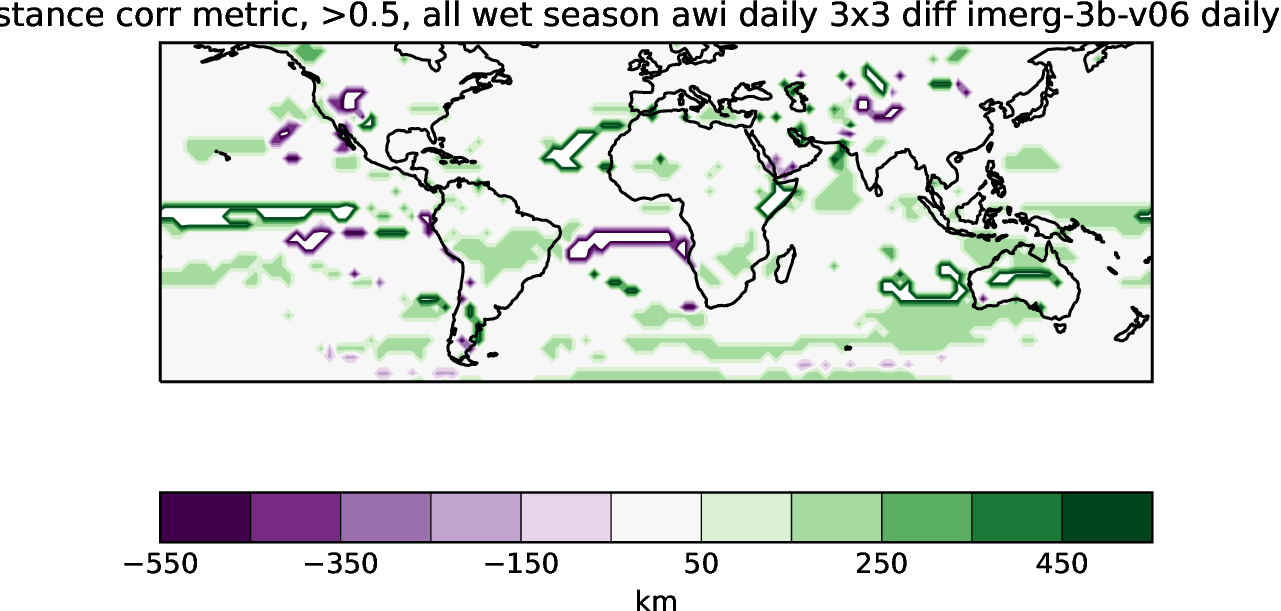 stance corr metric, >0.5, all wet season awi daily 3x3 diff imerg-3b-v06 daily
−550 −350 −150 50 250 450
km